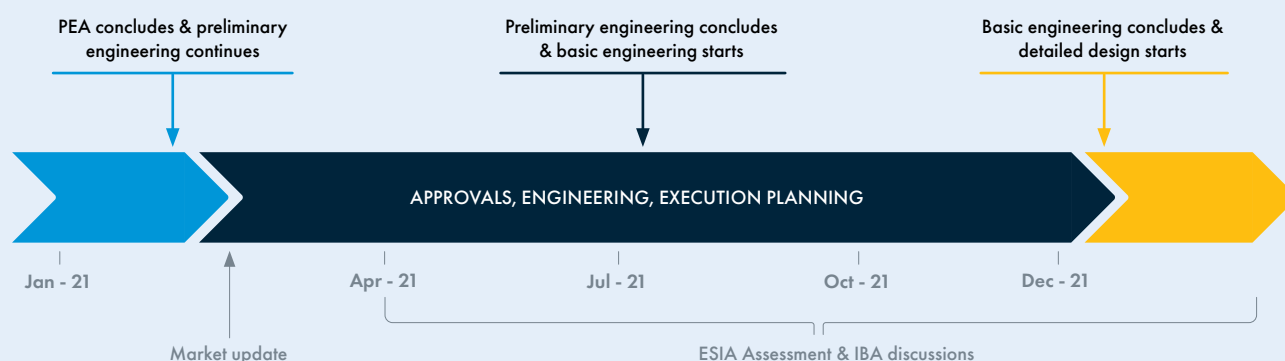 PEA concludes & preliminary
engineering continues
Preliminary engineering concludes
& basic engineering starts
Basic engineering concludes &
detailed design starts
APPROVALS, ENGINEERING, EXECUTION PLANNING
Jan - 21
Apr - 21
Jul - 21
Oct - 21
Dec - 21
Market update
ESIA Assessment & IBA discussions